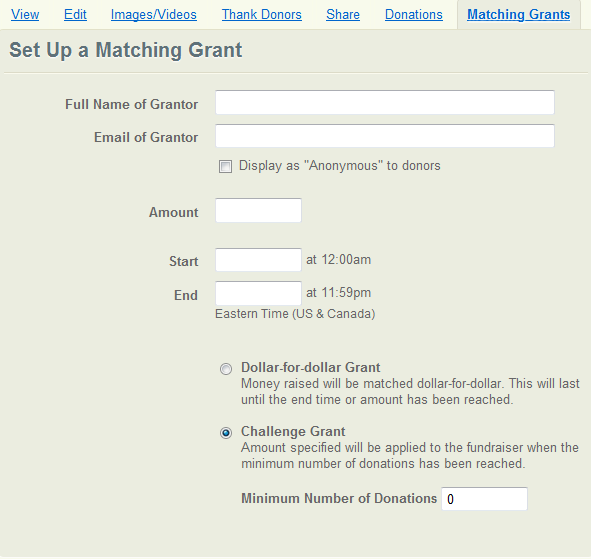 View Edit Images/Videos Thank Donors Share Donations Matching Grants
Set Up a Matching Grant
Full Name of Grantor
Email of Grantor
Display as "Anonymous" to donors
Amount
Start at 12:00am
End at 11:59pm
Eastern Time (US & Canada)
Dollar-for-dollar Grant
Money raised will be matched dollar-for-dollar. This will last
until the end time or amount has been reached.
Challenge Grant
Amount specified will be applied to the fundraiser when the
minimum number of donations has been reached.
Minimum Number of Donations 0